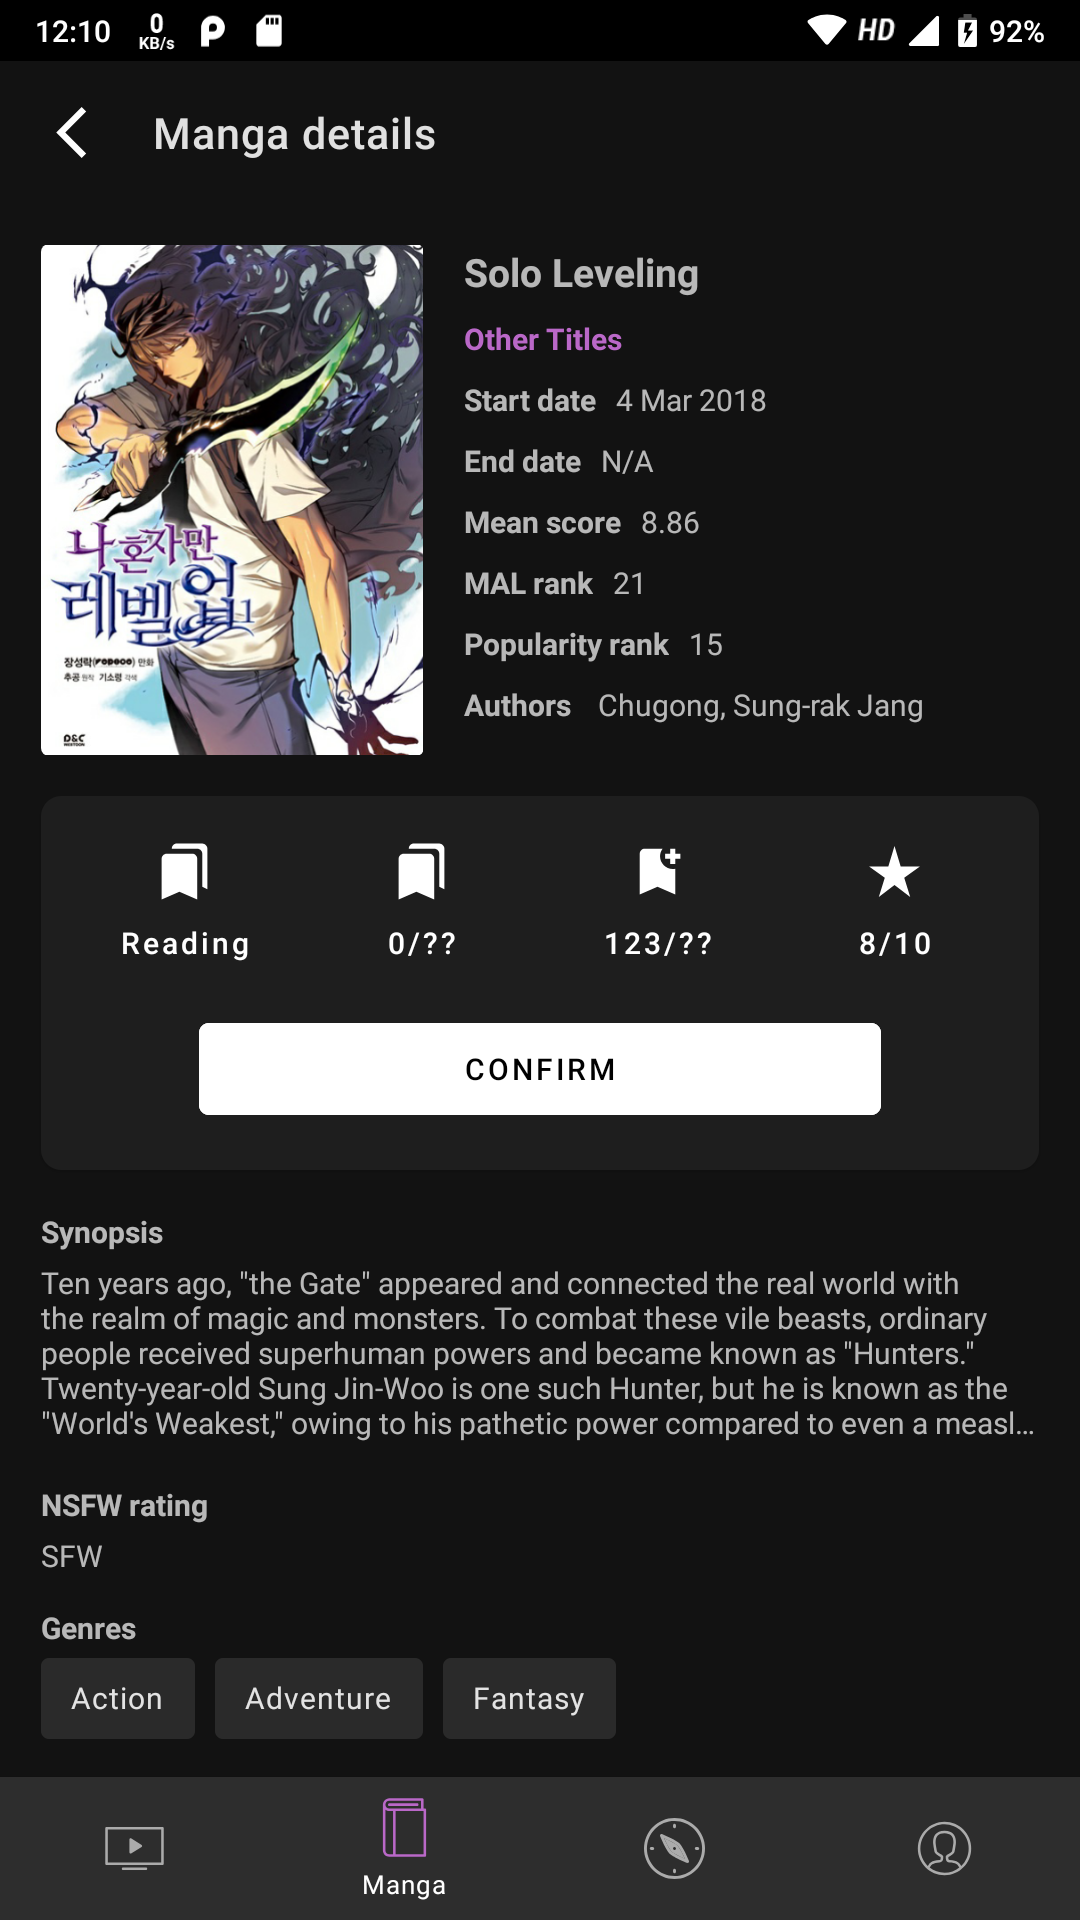 12:10 0 KB/s HD 92%
Manga details
Solo Leveling
Other Titles
Start date 4 Mar 2018
End date N/A
Mean score 8.86
MAL rank 21
Popularity rank 15
Authors Chugong, Sung-rak Jang
나 혼자만
레벨업 1
장성락(REDICE) 만화
추공 원작 기소령 각색
D&C
WEBTOON
Reading 0/?? 123/?? 8/10
CONFIRM
Synopsis
Ten years ago, "the Gate" appeared and connected the real world with
the realm of magic and monsters. To combat these vile beasts, ordinary
people received superhuman powers and became known as "Hunters."
Twenty-year-old Sung Jin-Woo is one such Hunter, but he is known as the
"World's Weakest," owing to his pathetic power compared to even a measl...
NSFW rating
SFW
Genres
Action Adventure Fantasy
Manga